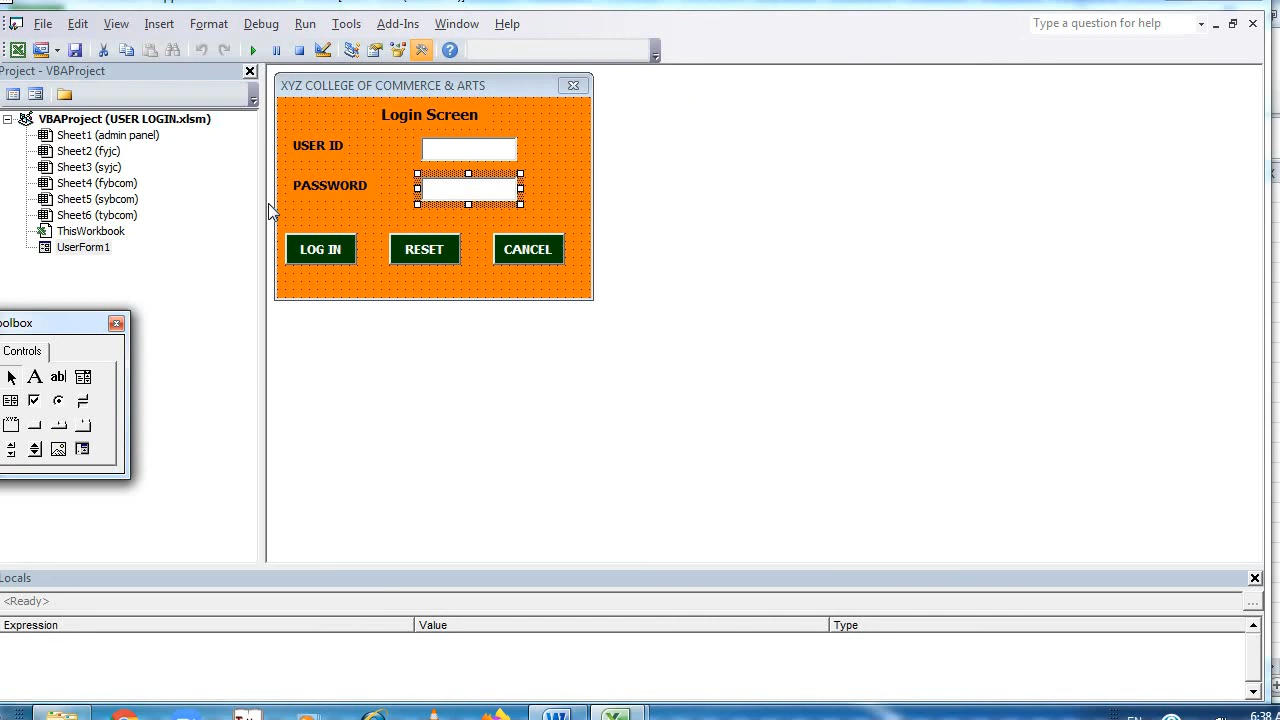 File Edit View Insert Format Debug Run Tools Add-Ins Window Help Type a question for help
Project - VBAProject
VBAProject (USER LOGIN.xlsm)
Sheet1 (admin panel)
Sheet2 (fyjc)
Sheet3 (syjc)
Sheet4 (fybcom)
Sheet5 (sybcom)
Sheet6 (tybcom)
ThisWorkbook
UserForm1
XYZ COLLEGE OF COMMERCE & ARTS
Login Screen
USER ID
PASSWORD
LOG IN RESET CANCEL
oolbox
Controls
A ab|
XYZ
Locals
<Ready>
...
Expression Value Type